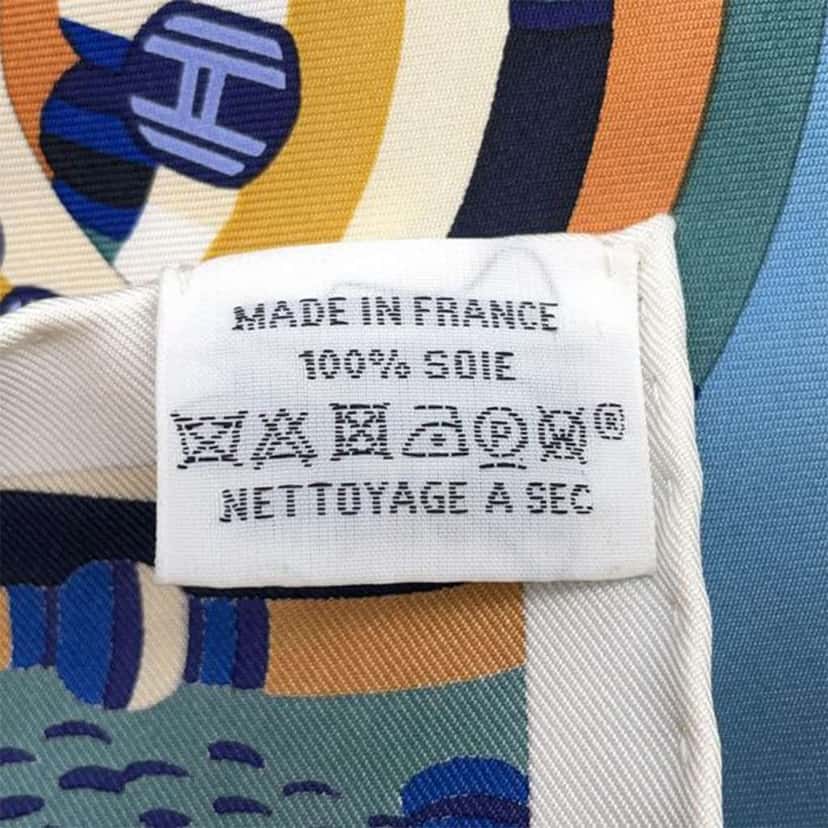 H
MADE IN FRANCE
100% SOIE
P W ®
NETTOYAGE A SEC